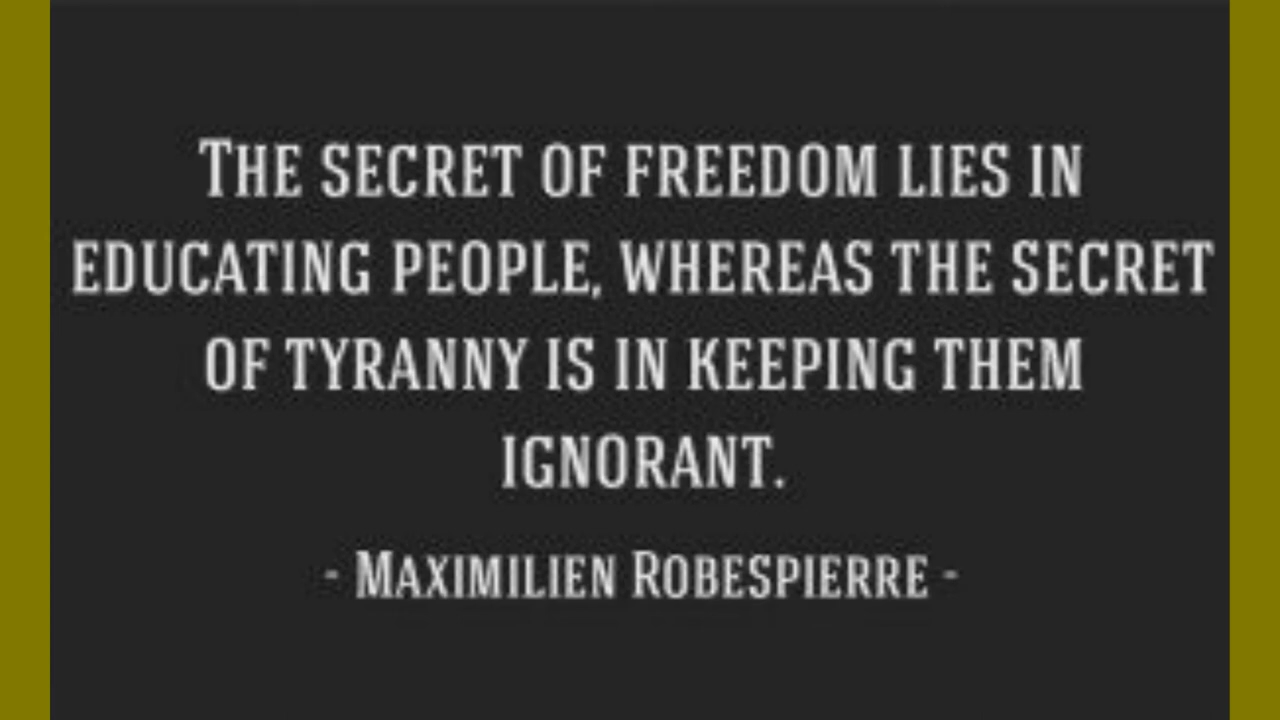 The secret of freedom lies in
educating people, whereas the secret
of tyranny is in keeping them
ignorant.
- Maximilien Robespierre -